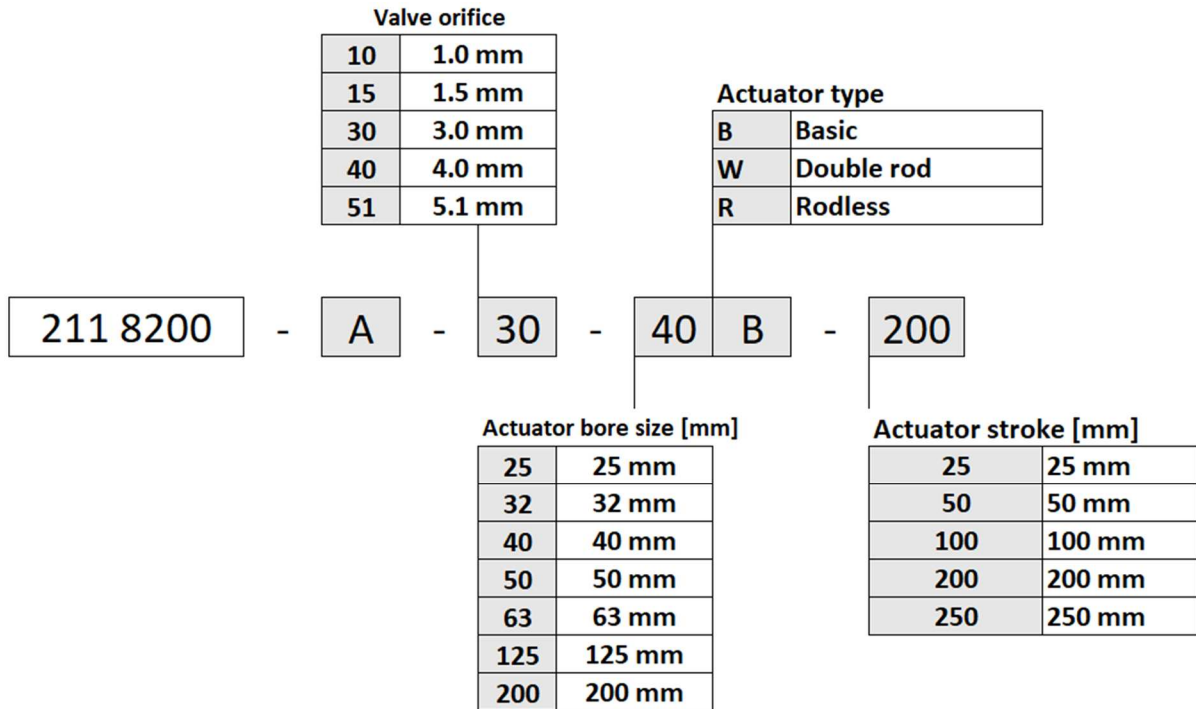 Valve orifice
10 1.0 mm
15 1.5 mm
30 3.0 mm
40 4.0 mm
51 5.1 mm
Actuator type
B Basic
W Double rod
R Rodless
211 8200 - A - 30 - 40 B - 200
Actuator bore size [mm]
25 25 mm
32 32 mm
40 40 mm
50 50 mm
63 63 mm
125 125 mm
200 200 mm
Actuator stroke [mm]
25 25 mm
50 50 mm
100 100 mm
200 200 mm
250 250 mm